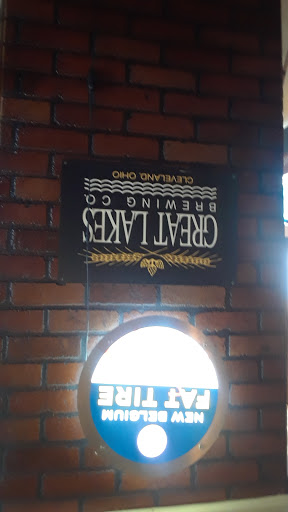 NEW BELGIUM
FAT TIRE
GREAT LAKES
BREWING CO.
CLEVELAND, OHIO